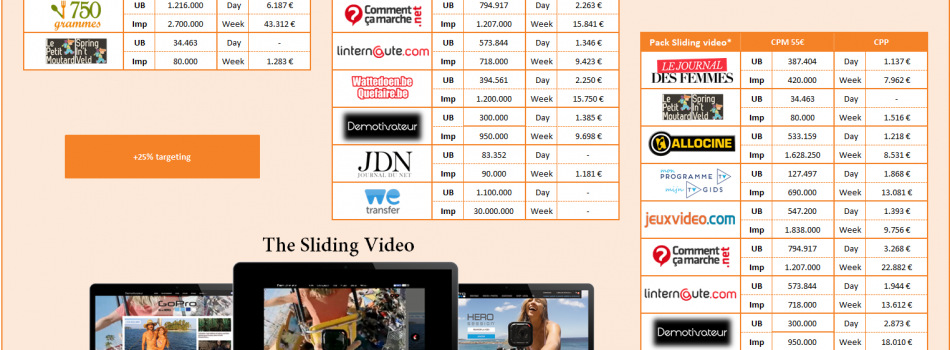 750 grammes UB 1.216.000 Day 6.187 €
Imp 2.700.000 Week 43.312 €
Le Petit Moutard Spring In't Veld UB 34.463 Day -
Imp 80.000 Week 1.283 €
+25% targeting
Comment ça marche.net UB 794.917 Day 2.263 €
Imp 1.207.000 Week 15.841 €
linternaute.com UB 573.844 Day 1.346 €
Imp 718.000 Week 9.423 €
Wattedoen.be Quefaire.be UB 394.561 Day 2.250 €
Imp 1.200.000 Week 15.750 €
Demotivateur UB 300.000 Day 1.385 €
Imp 950.000 Week 9.698 €
JDN JOURNAL DU NET UB 83.352 Day -
Imp 90.000 Week 1.181 €
we transfer UB 1.100.000 Day -
Imp 30.000.000 Week -
Pack Sliding video* CPM 55€ CPP
LE JOURNAL DES FEMMES UB 387.404 Day 1.137 €
Imp 420.000 Week 7.962 €
Le Petit Moutard Spring In't Veld UB 34.463 Day -
Imp 80.000 Week 1.516 €
ALLOCINE UB 533.159 Day 1.218 €
Imp 1.628.250 Week 8.531 €
mon PROGRAMME TV mijn TV GIDS UB 127.497 Day 1.868 €
Imp 690.000 Week 13.081 €
jeuxvideo.com UB 547.200 Day 1.393 €
Imp 1.838.000 Week 9.756 €
Comment ça marche.net UB 794.917 Day 3.268 €
Imp 1.207.000 Week 22.882 €
linternaute.com UB 573.844 Day 1.944 €
Imp 718.000 Week 13.612 €
Demotivateur UB 300.000 Day 2.873 €
Imp 950.000 Week 18.010 €
The Sliding Video
GoPro
HERO
SESSION